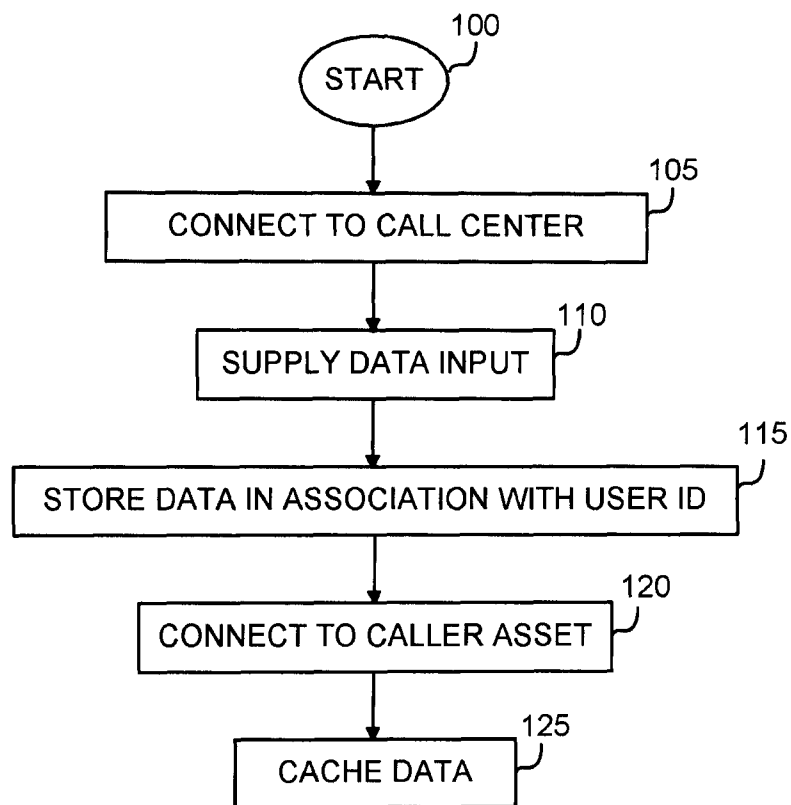 100
START
105
CONNECT TO CALL CENTER
110
SUPPLY DATA INPUT
115
STORE DATA IN ASSOCIATION WITH USER ID
120
CONNECT TO CALLER ASSET
125
CACHE DATA